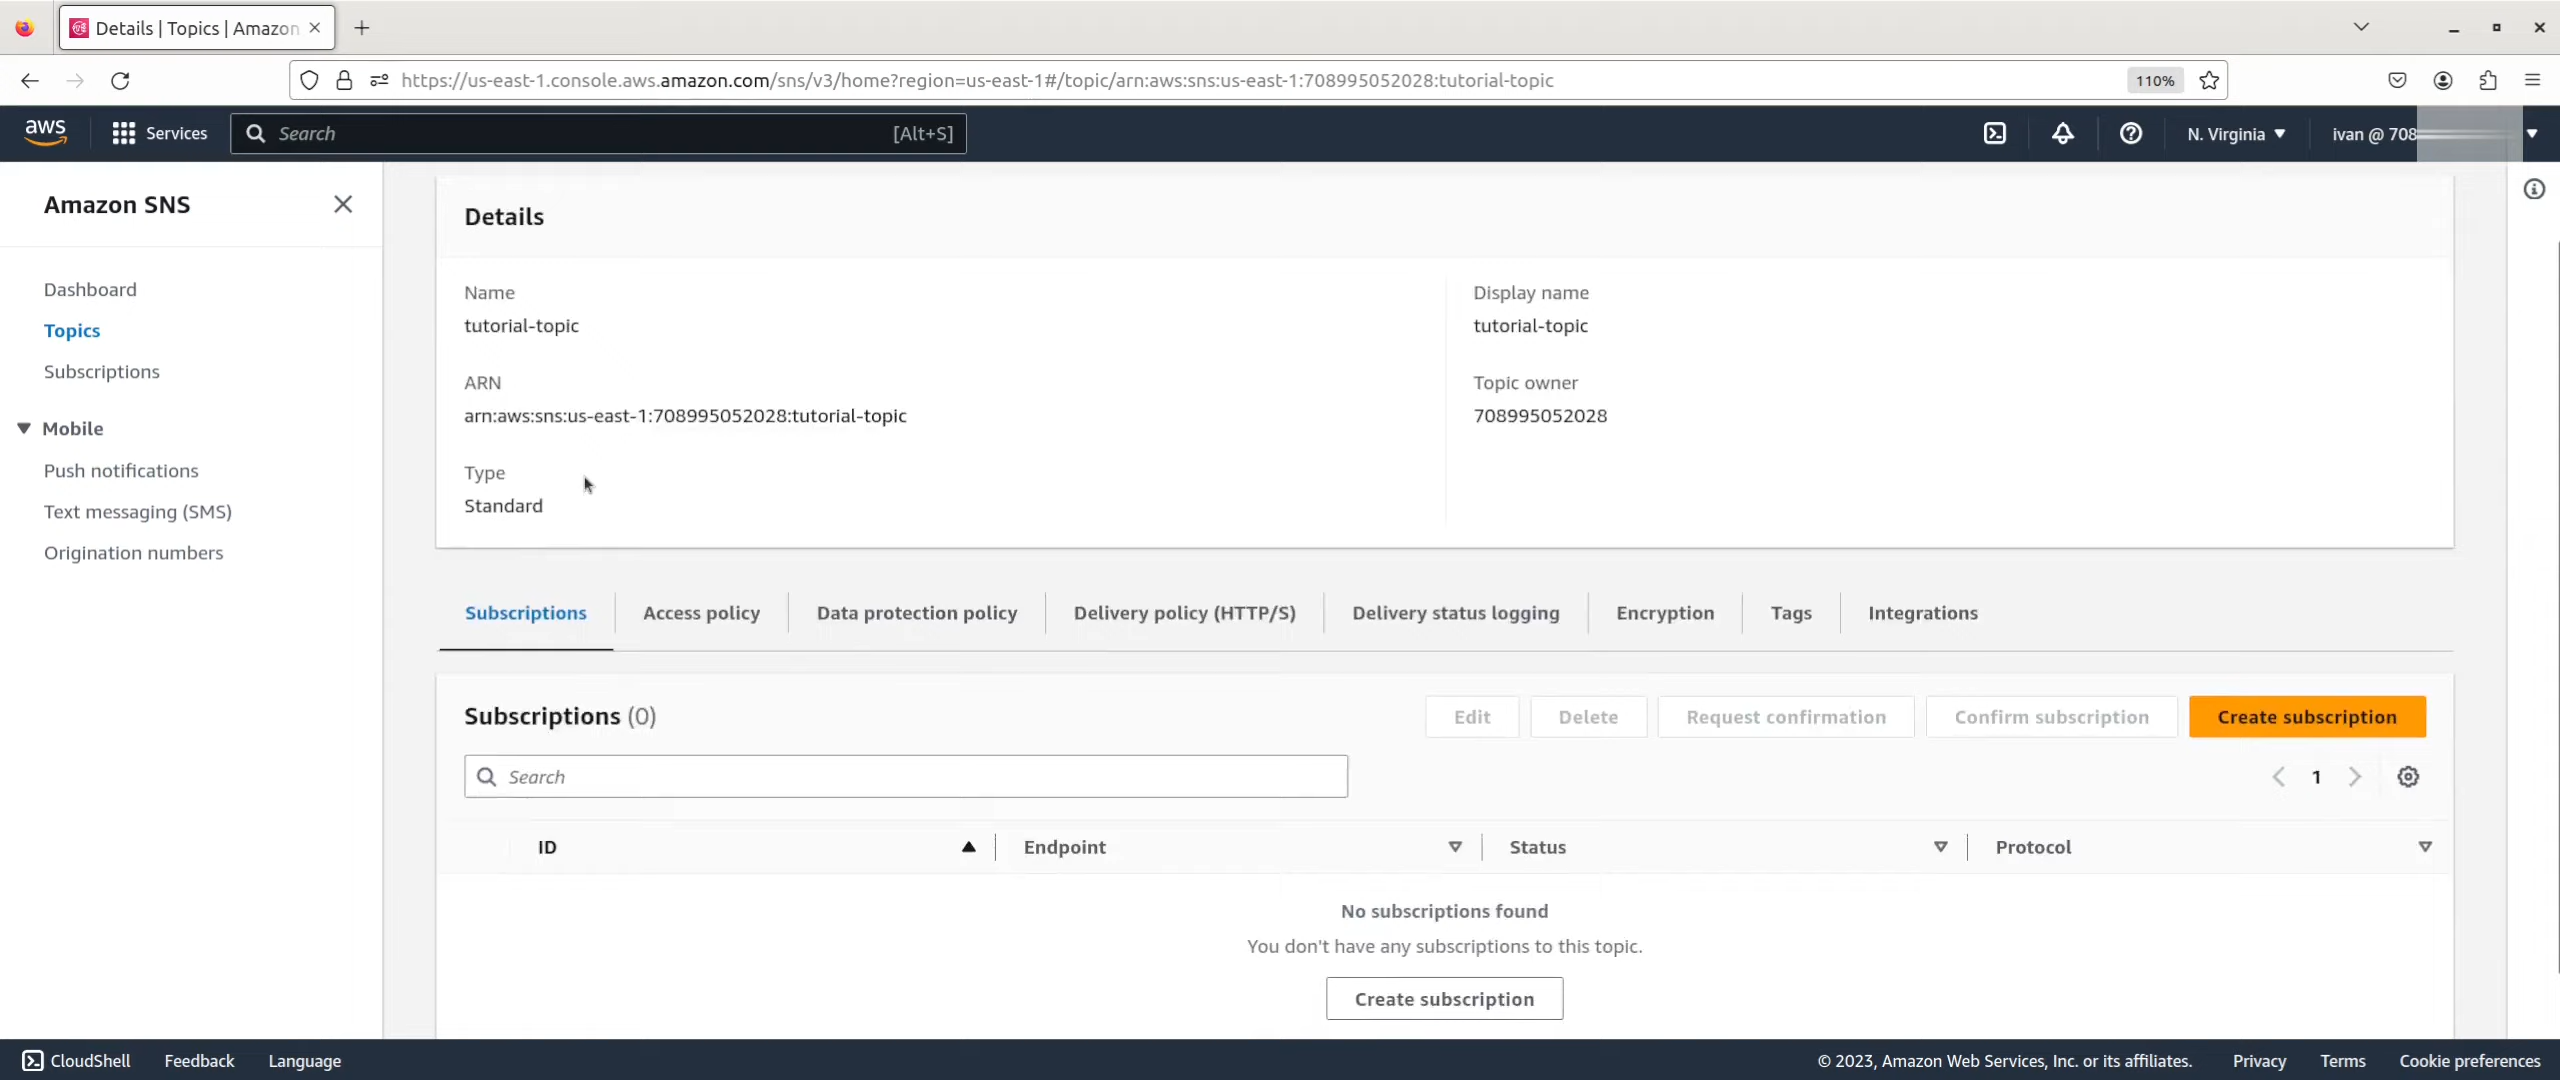 Details | Topics | Amazon
https://us-east-1.console.aws.amazon.com/sns/v3/home?region=us-east-1#/topic/arn:aws:sns:us-east-1:708995052028:tutorial-topic
110%
aws
Services
Search
[Alt+S]
N. Virginia
ivan @ 708
Amazon SNS
Dashboard
Topics
Subscriptions
Mobile
Push notifications
Text messaging (SMS)
Origination numbers
Details
Name
tutorial-topic
Display name
tutorial-topic
ARN
arn:aws:sns:us-east-1:708995052028:tutorial-topic
Topic owner
708995052028
Type
Standard
Subscriptions
Access policy
Data protection policy
Delivery policy (HTTP/S)
Delivery status logging
Encryption
Tags
Integrations
Subscriptions (0)
Edit
Delete
Request confirmation
Confirm subscription
Create subscription
Search
1
ID
Endpoint
Status
Protocol
No subscriptions found
You don't have any subscriptions to this topic.
Create subscription
CloudShell
Feedback
Language
© 2023, Amazon Web Services, Inc. or its affiliates.
Privacy
Terms
Cookie preferences